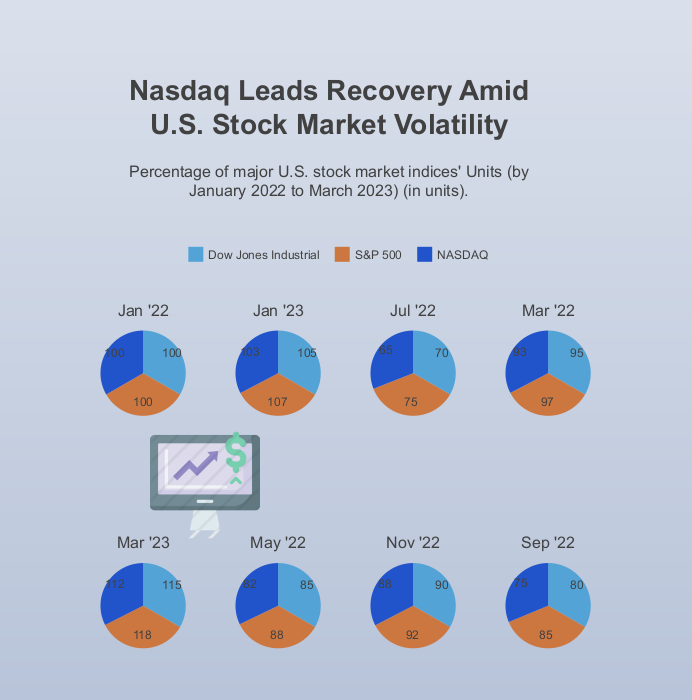 Nasdaq Leads Recovery Amid
U.S. Stock Market Volatility
Percentage of major U.S. stock market indices' Units (by
January 2022 to March 2023) (in units).
Dow Jones Industrial S&P 500 NASDAQ
Jan '22 Jan '23 Jul '22 Mar '22
100 100 103 105 65 70 93 95
100 107 75 97
$
Mar '23 May '22 Nov '22 Sep '22
112 115 82 85 88 90 75 80
118 88 92 85